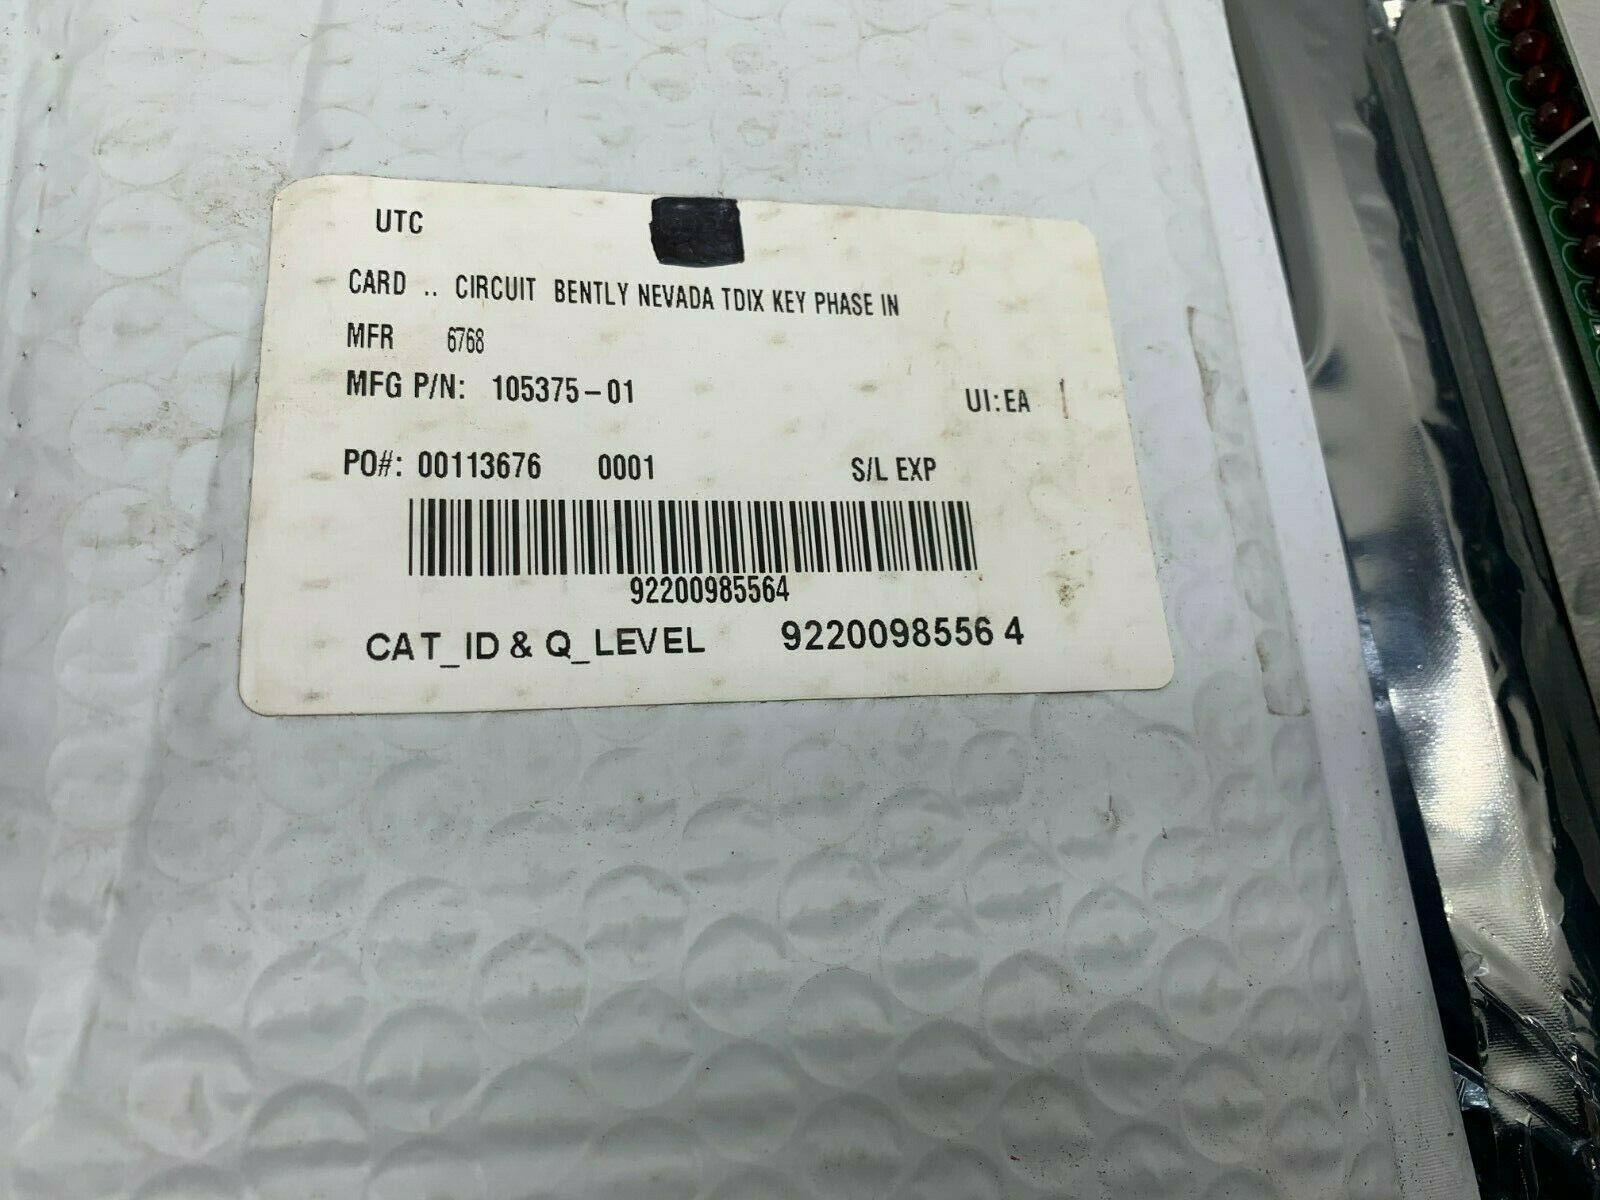 UTC
CARD .. CIRCUIT BENTLY NEVADA TDIX KEY PHASE IN
MFR 6768
MFG P/N: 105375-01 UI:EA
PO#: 00113676 0001 S/L EXP
92200985564
CAT_ID & Q_LEVEL 9220098556 4